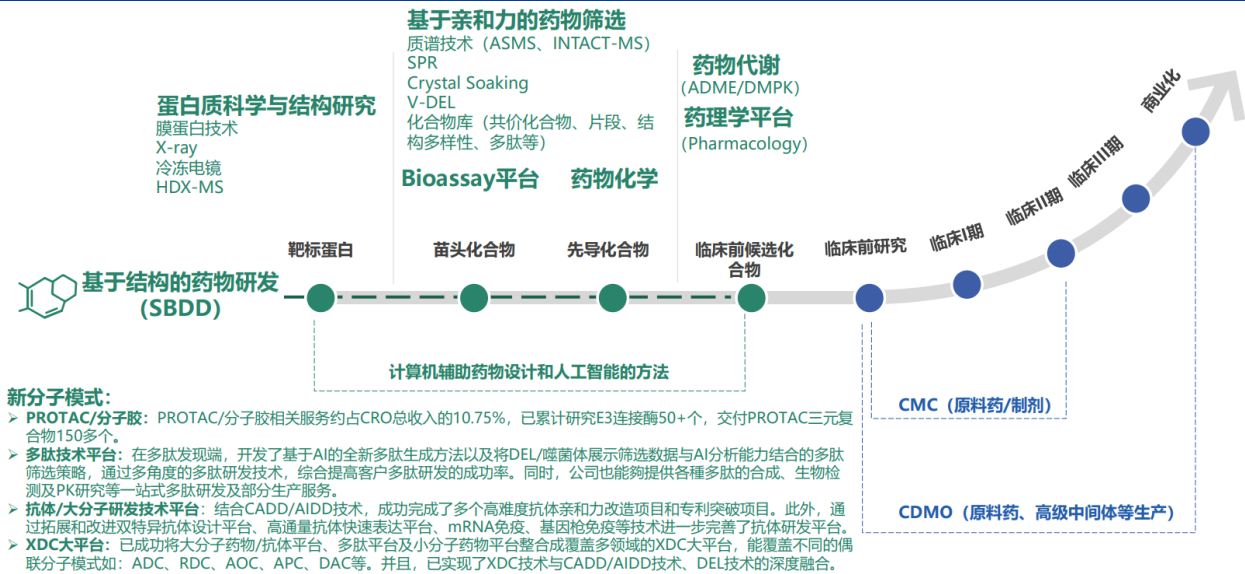 基于亲和力的药物筛选
质谱技术（ASMS、INTACT-MS）
SPR
Crystal Soaking
V-DEL
化合物库（共价化合物、片段、结
构多样性、多肽等）
Bioassay平台
药物化学
蛋白质科学与结构研究
膜蛋白技术
X-ray
冷冻电镜
HDX-MS
药物代谢
(ADME/DMPK)
药理学平台
(Pharmacology)
靶标蛋白
苗头化合物
先导化合物
临床前候选化
合物
临床前研究
临床I期
临床II期
临床III期
商业化
基于结构的药物研发
（SBDD）
计算机辅助药物设计和人工智能的方法
CMC（原料药/制剂）
CDMO（原料药、高级中间体等生产）
新分子模式：
➢ PROTAC/分子胶：PROTAC/分子胶相关服务约占CRO总收入的10.75%，已累计研究E3连接酶50+个，交付PROTAC三元复
合物150多个。
➢ 多肽技术平台：在多肽发现端，开发了基于AI的全新多肽生成方法以及将DEL/噬菌体展示筛选数据与AI分析能力结合的多肽
筛选策略，通过多角度的多肽研发技术，综合提高客户多肽研发的成功率。同时，公司也能夠提供各種多肽的合成、生物检
测及PK研究等一站式多肽研发及部分生产服务。
➢ 抗体/大分子研发技术平台：结合CADD/AIDD技术，成功完成了多个高难度抗体亲和力改造项目和专利突破项目。此外，通
过拓展和改进双特异抗体设计平台、高通量抗体快速表达平台、mRNA免疫、基因枪免疫等技术进一步完善了抗体研发平台。
➢ XDC大平台：已成功将大分子药物/抗体平台、多肽平台及小分子药物平台整合成覆盖多领域的XDC大平台，能覆盖不同的偶
联分子模式如：ADC、RDC、AOC、APC、DAC等。并且，已实现了XDC技术与CADD/AIDD技术、DEL技术的深度融合。